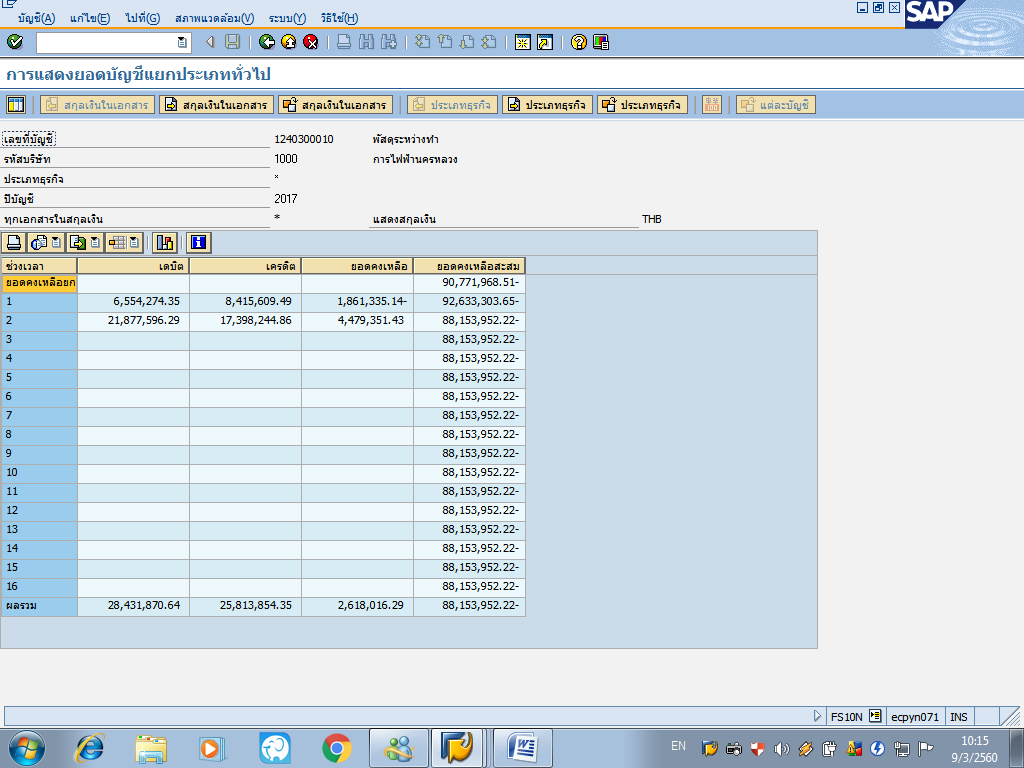 บัญชี(A) แก้ไข(E) ไปที่(G) สภาพแวดล้อม(V) ระบบ(Y) วิธีใช้(H)
SAP
การแสดงยอดบัญชีแยกประเภททั่วไป
สกุลเงินในเอกสาร สกุลเงินในเอกสาร สกุลเงินในเอกสาร ประเภทธุรกิจ ประเภทธุรกิจ ประเภทธุรกิจ แต่ละบัญชี
เลขที่บัญชี 1240300010 พัสดุระหว่างทำ
รหัสบริษัท 1000 การไฟฟ้านครหลวง
ประเภทธุรกิจ *
ปีบัญชี 2017
ทุกเอกสารในสกุลเงิน * แสดงสกุลเงิน THB
ช่วงเวลา เดบิต เครดิต ยอดคงเหลือ ยอดคงเหลือสะสม
ยอดคงเหลือยก 90,771,968.51-
1 6,554,274.35 8,415,609.49 1,861,335.14- 92,633,303.65-
2 21,877,596.29 17,398,244.86 4,479,351.43 88,153,952.22-
3 88,153,952.22-
4 88,153,952.22-
5 88,153,952.22-
6 88,153,952.22-
7 88,153,952.22-
8 88,153,952.22-
9 88,153,952.22-
10 88,153,952.22-
11 88,153,952.22-
12 88,153,952.22-
13 88,153,952.22-
14 88,153,952.22-
15 88,153,952.22-
16 88,153,952.22-
ผลรวม 28,431,870.64 25,813,854.35 2,618,016.29 88,153,952.22-
FS10N ecpyn071 INS
EN 10:15
9/3/2560